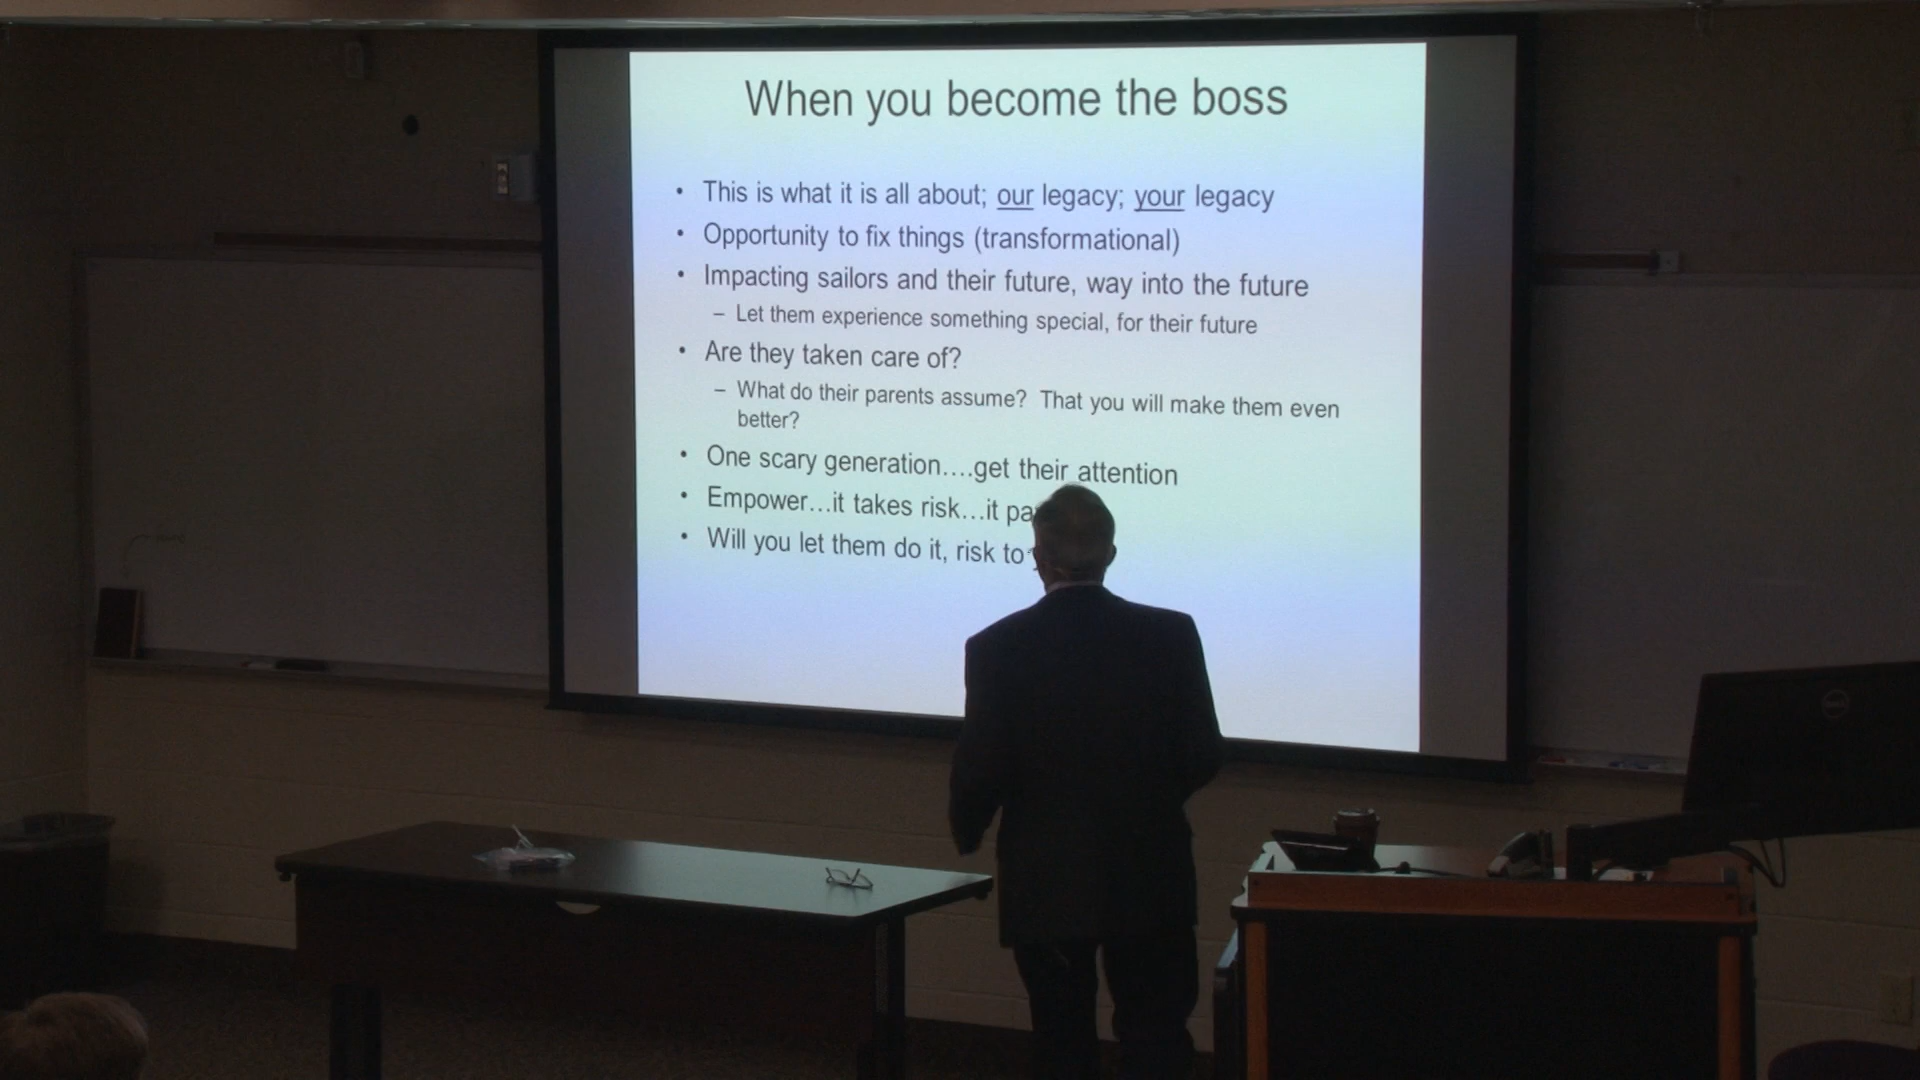 When you become the boss
• This is what it is all about; our legacy; your legacy
• Opportunity to fix things (transformational)
• Impacting sailors and their future, way into the future
– Let them experience something special, for their future
• Are they taken care of?
– What do their parents assume? That you will make them even
better?
• One scary generation....get their attention
• Empower...it takes risk...it
• Will you let them do it, risk to